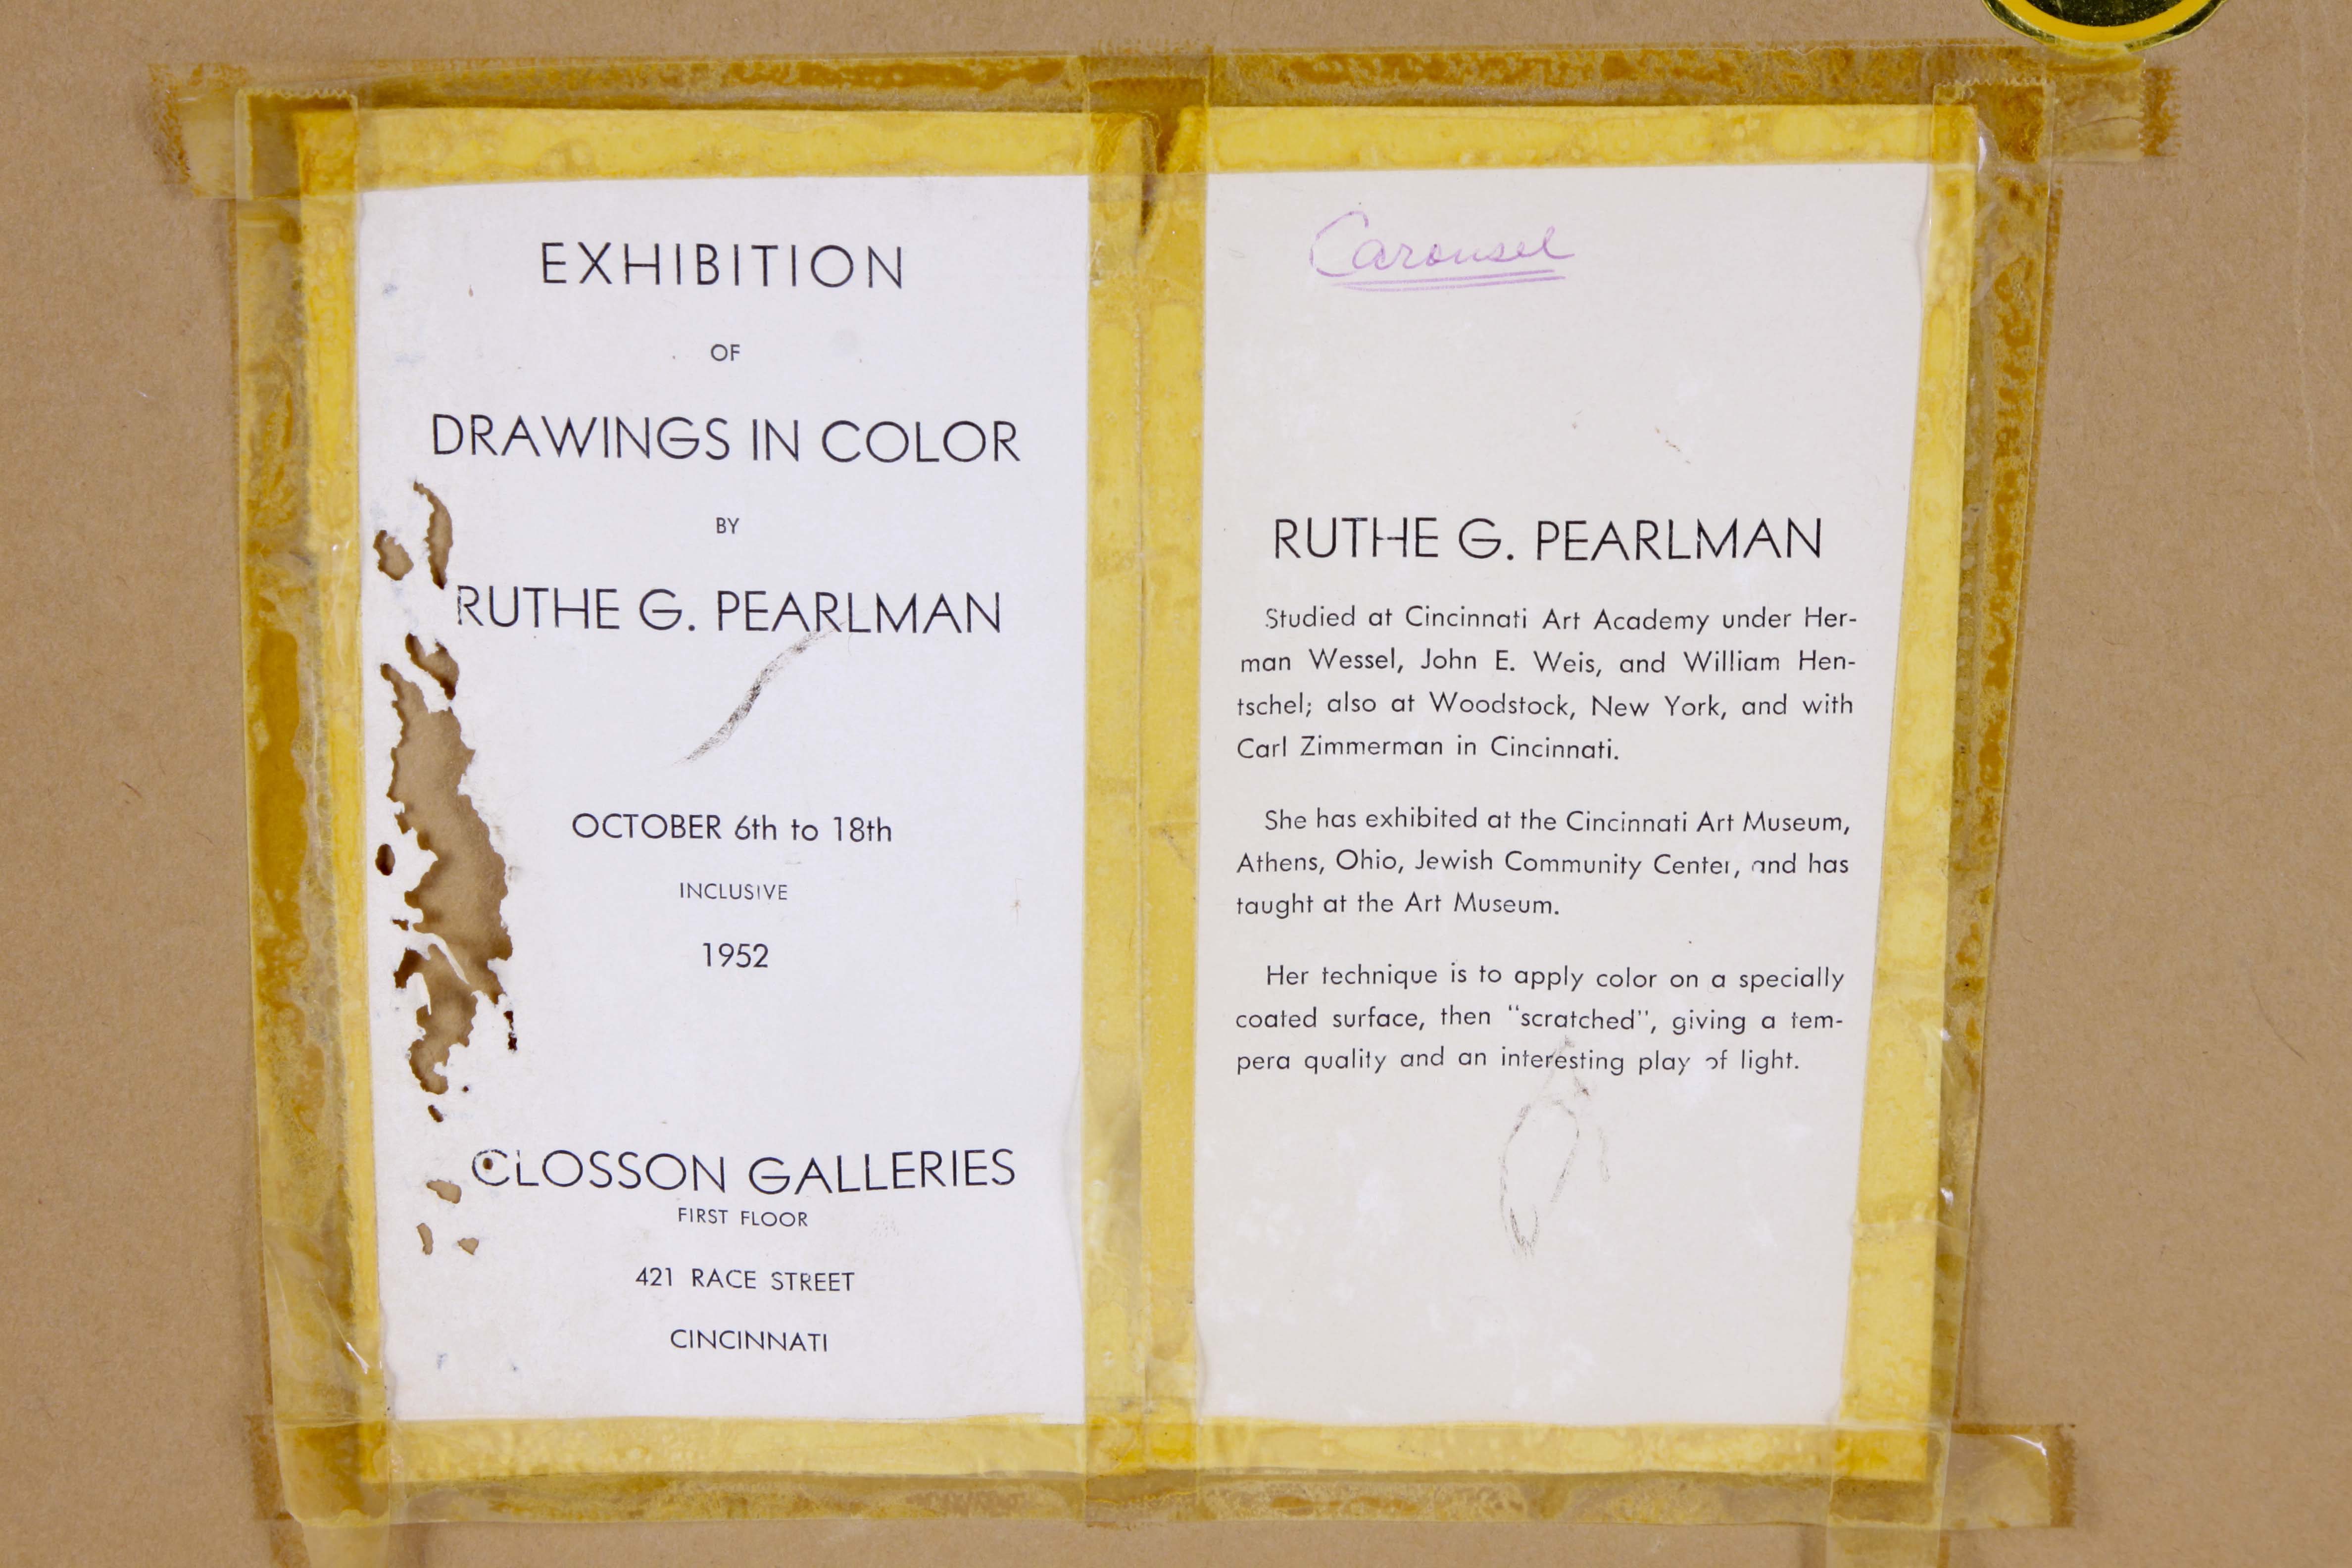 EXHIBITION
OF
DRAWINGS IN COLOR
BY
RUTHE G. PEARLMAN
OCTOBER 6th to 18th
INCLUSIVE
1952
CLOSSON GALLERIES
FIRST FLOOR
421 RACE STREET
CINCINNATI
Carousel
RUTHE G. PEARLMAN
Studied at Cincinnati Art Academy under Her-
man Wessel, John E. Weis, and William Hen-
tschel; also at Woodstock, New York, and with
Carl Zimmerman in Cincinnati.
She has exhibited at the Cincinnati Art Museum,
Athens, Ohio, Jewish Community Center, and has
taught at the Art Museum.
Her technique is to apply color on a specially
coated surface, then "scratched", giving a tem-
pera quality and an interesting play of light.